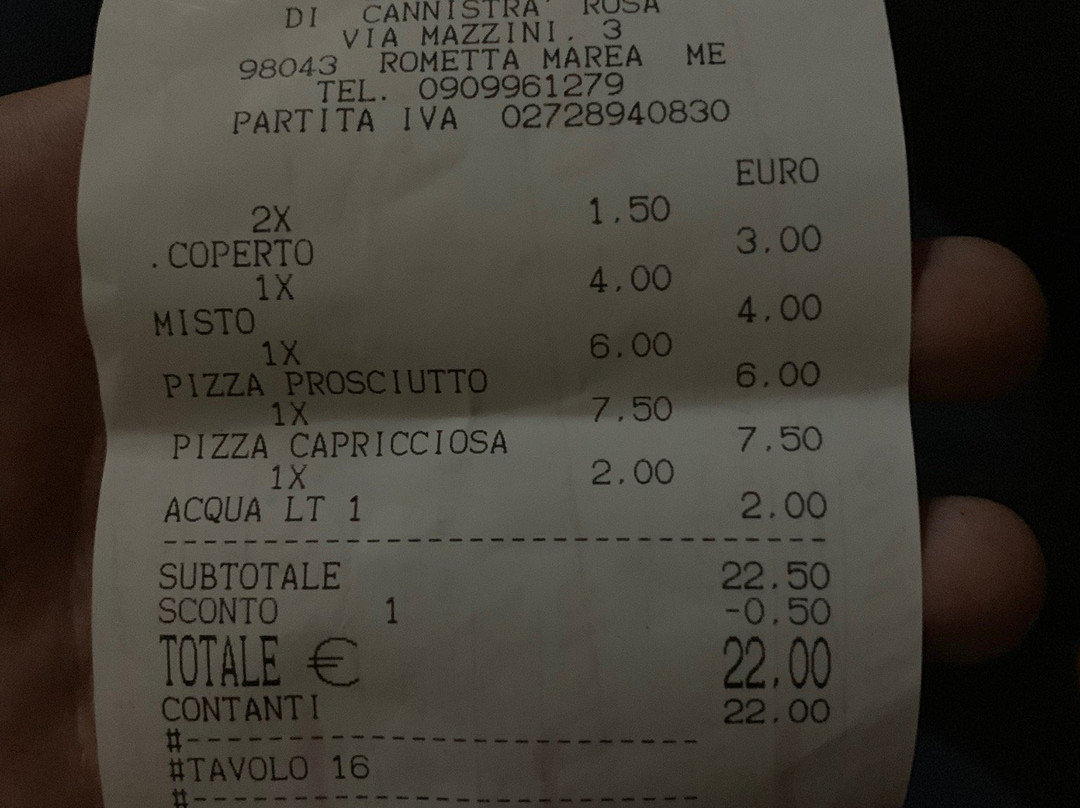 DI CANNISTRA' ROSA
VIA MAZZINI, 3
98043 ROMETTA MAREA ME
TEL. 0909961279
PARTITA IVA 02728940830
EURO
2X 1,50
.COPERTO 3,00
1X 4,00
MISTO 4,00
1X 6,00
PIZZA PROSCIUTTO 6,00
1X 7,50
PIZZA CAPRICCIOSA 7,50
1X 2,00
ACQUA LT 1 2,00
--------------------------------
SUBTOTALE 22,50
SCONTO 1 -0,50
TOTALE € 22,00
CONTANTI 22,00
#-------------------------
#TAVOLO 16
#-------------------------